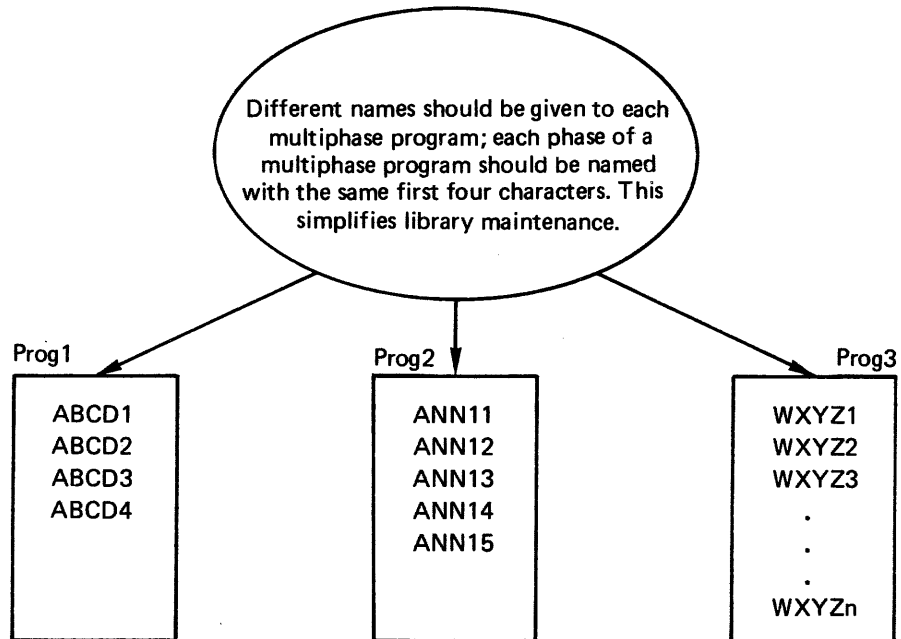 Different names should be given to each
multiphase program; each phase of a
multiphase program should be named
with the same first four characters. This
simplifies library maintenance.
Prog1
ABCD1
ABCD2
ABCD3
ABCD4
Prog2
ANN11
ANN12
ANN13
ANN14
ANN15
Prog3
WXYZ1
WXYZ2
WXYZ3
.
.
.
WXYZn